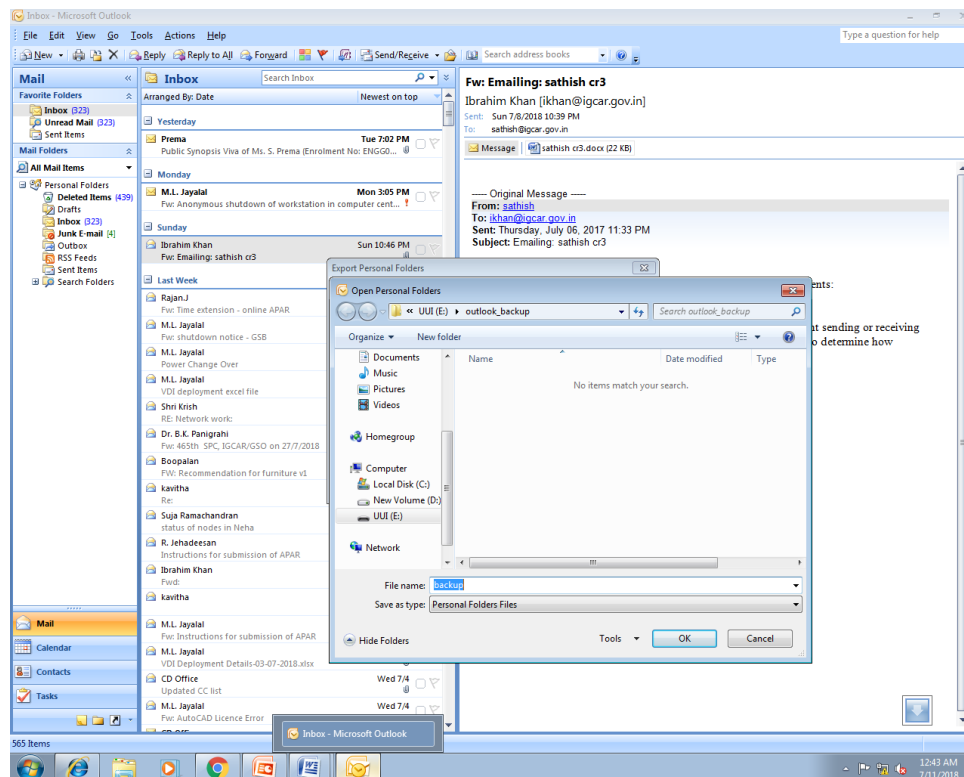 Inbox - Microsoft Outlook
File Edit View Go Tools Actions Help
Type a question for help
New Reply Reply to All Forward Send/Receive Search address books
Mail
Favorite Folders
Inbox (323)
Unread Mail (323)
Sent Items
Mail Folders
All Mail Items
Personal Folders
Deleted Items (439)
Drafts
Inbox (323)
Junk E-mail [4]
Outbox
RSS Feeds
Sent Items
Search Folders
Mail
Calendar
Contacts
Tasks
Inbox Search Inbox
Arranged By: Date Newest on top
Yesterday
Prema Tue 7:02 PM
Public Synopsis Viva of Ms. S. Prema (Enrolment No: ENGG0...
Monday
M.L. Jayalal Mon 3:05 PM
Fw: Anonymous shutdown of workstation in computer cent...
Sunday
Ibrahim Khan Sun 10:46 PM
Fw: Emailing: sathish cr3
Last Week
Rajan.J
Fw: Time extension - online APAR
M.L. Jayalal
Fw: shutdown notice - GSB
M.L. Jayalal
Power Change Over
M.L. Jayalal
VDI deployment excel file
Shri Krish
RE: Network work:
Dr. B.K. Panigrahi
Fw: 465th SPC, IGCAR/GSO on 27/7/2018
Boopalan
FW: Recommendation for furniture v1
kavitha
Re:
Suja Ramachandran
status of nodes in Neha
R. Jehadeesan
Instructions for submission of APAR
Ibrahim Khan
Fwd:
kavitha
M.L. Jayalal
Fw: Instructions for submission of APAR
M.L. Jayalal
VDI Deployment Details-03-07-2018.xlsx
CD Office Wed 7/4
Updated CC list
M.L. Jayalal Wed 7/4
Fw: AutoCAD Licence Error
Fw: Emailing: sathish cr3
Ibrahim Khan [ikhan@igcar.gov.in]
Sent: Sun 7/8/2018 10:39 PM
To: sathish@igcar.gov.in
Message sathish cr3.docx (22 KB)
----- Original Message -----
From: sathish
To: ikhan@igcar.gov.in
Sent: Thursday, July 06, 2017 11:33 PM
Subject: Emailing: sathish cr3
ents:
nt sending or receiving
o determine how
Export Personal Folders
Open Personal Folders
« UUI (E:) outlook_backup Search outlook_backup
Organize New folder
Documents
Music
Pictures
Videos
Homegroup
Computer
Local Disk (C:)
New Volume (D:)
UUI (E:)
Network
Name Date modified Type
No items match your search.
File name: backup
Save as type: Personal Folders Files
Hide Folders Tools OK Cancel
Inbox - Microsoft Outlook
565 Items
12:43 AM
7/11/2018